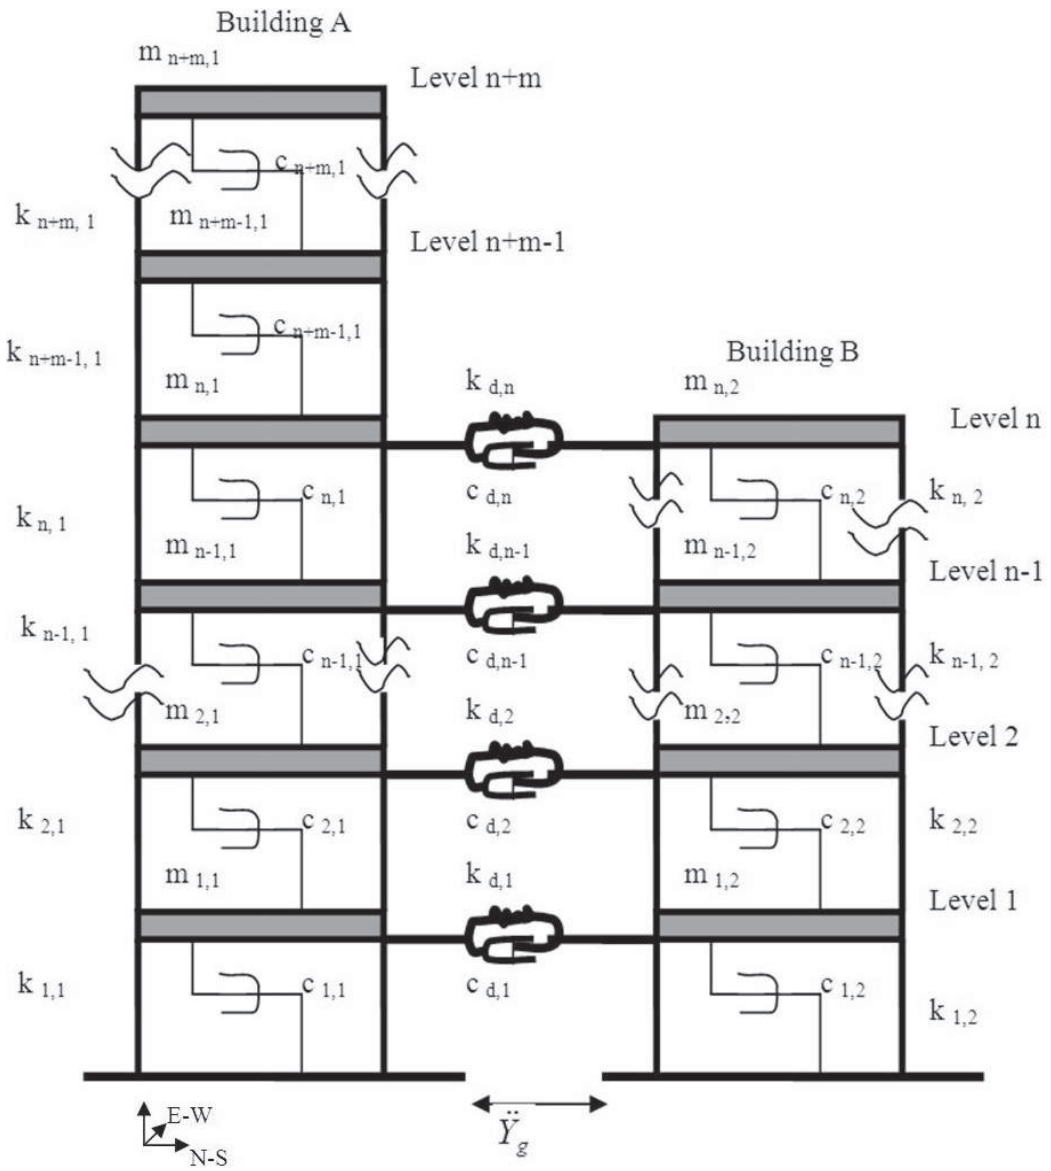 Building A
m n+m,1
Level n+m
c n+m,1
k n+m, 1
m n+m-1,1
Level n+m-1
c n+m-1,1
k n+m-1, 1
Building B
m n,1
k d,n
m n,2
Level n
c n,1
c d,n
c n,2
k n, 2
k n, 1
m n-1,1
k d,n-1
m n-1,2
Level n-1
k n-1, 1
c n-1,1
c d,n-1
c n-1,2
k n-1, 2
m 2,1
k d,2
m 2,2
Level 2
k 2,1
c 2,1
c d,2
c 2,2
k 2,2
m 1,1
k d,1
m 1,2
Level 1
k 1,1
c 1,1
c d,1
c 1,2
k 1,2
E-W
N-S
Ÿg